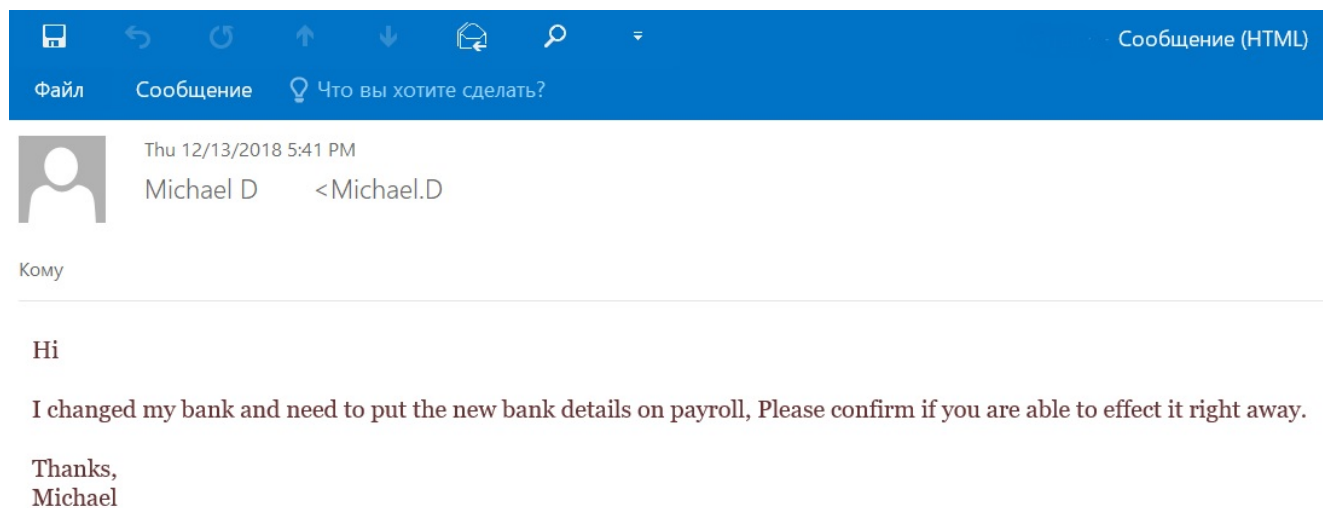 Сообщение (HTML)
Файл Сообщение Что вы хотите сделать?
Thu 12/13/2018 5:41 PM
Michael D <Michael.D
Кому
Hi
I changed my bank and need to put the new bank details on payroll, Please confirm if you are able to effect it right away.
Thanks,
Michael